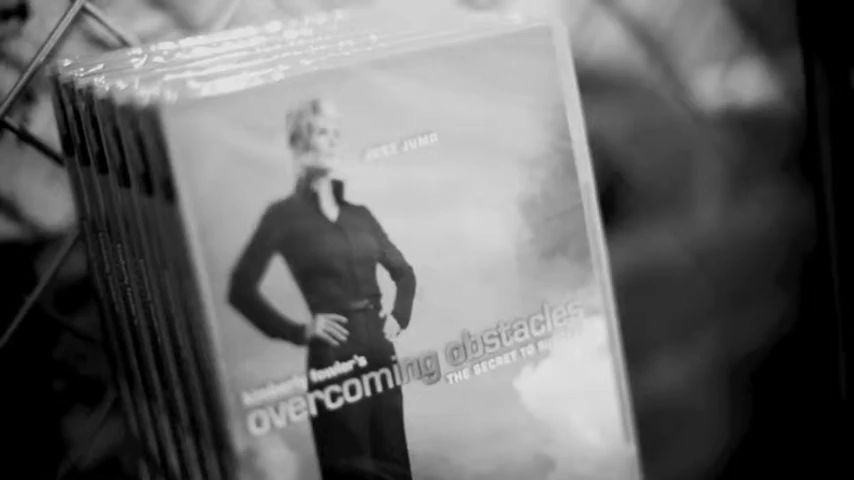 JUST JUMP
kimberly fowler's
overcoming obstacles
THE SECRET TO